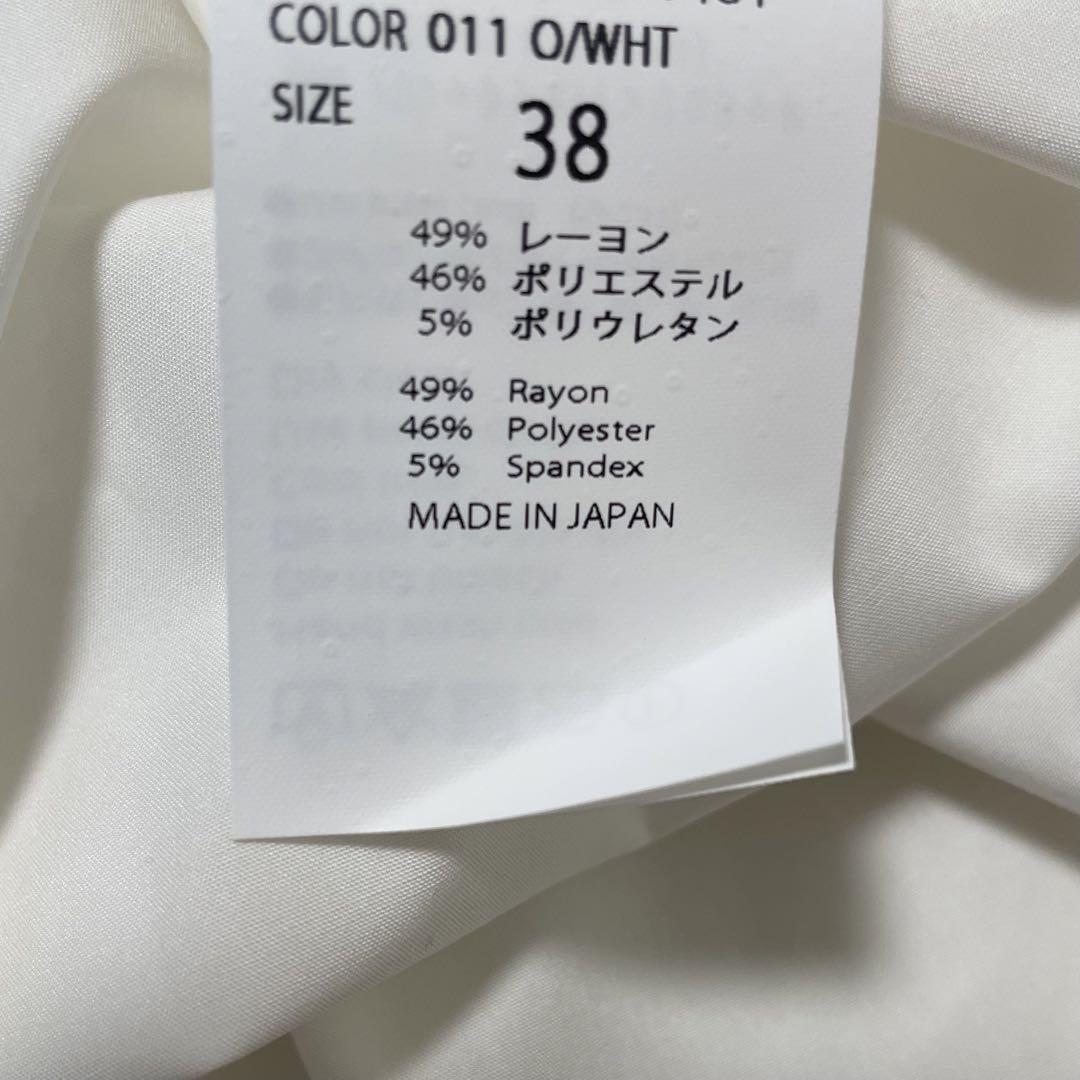 COLOR 011 O/WHT
SIZE 38
49% レーヨン
46% ポリエステル
5% ポリウレタン
49% Rayon
46% Polyester
5% Spandex
MADE IN JAPAN